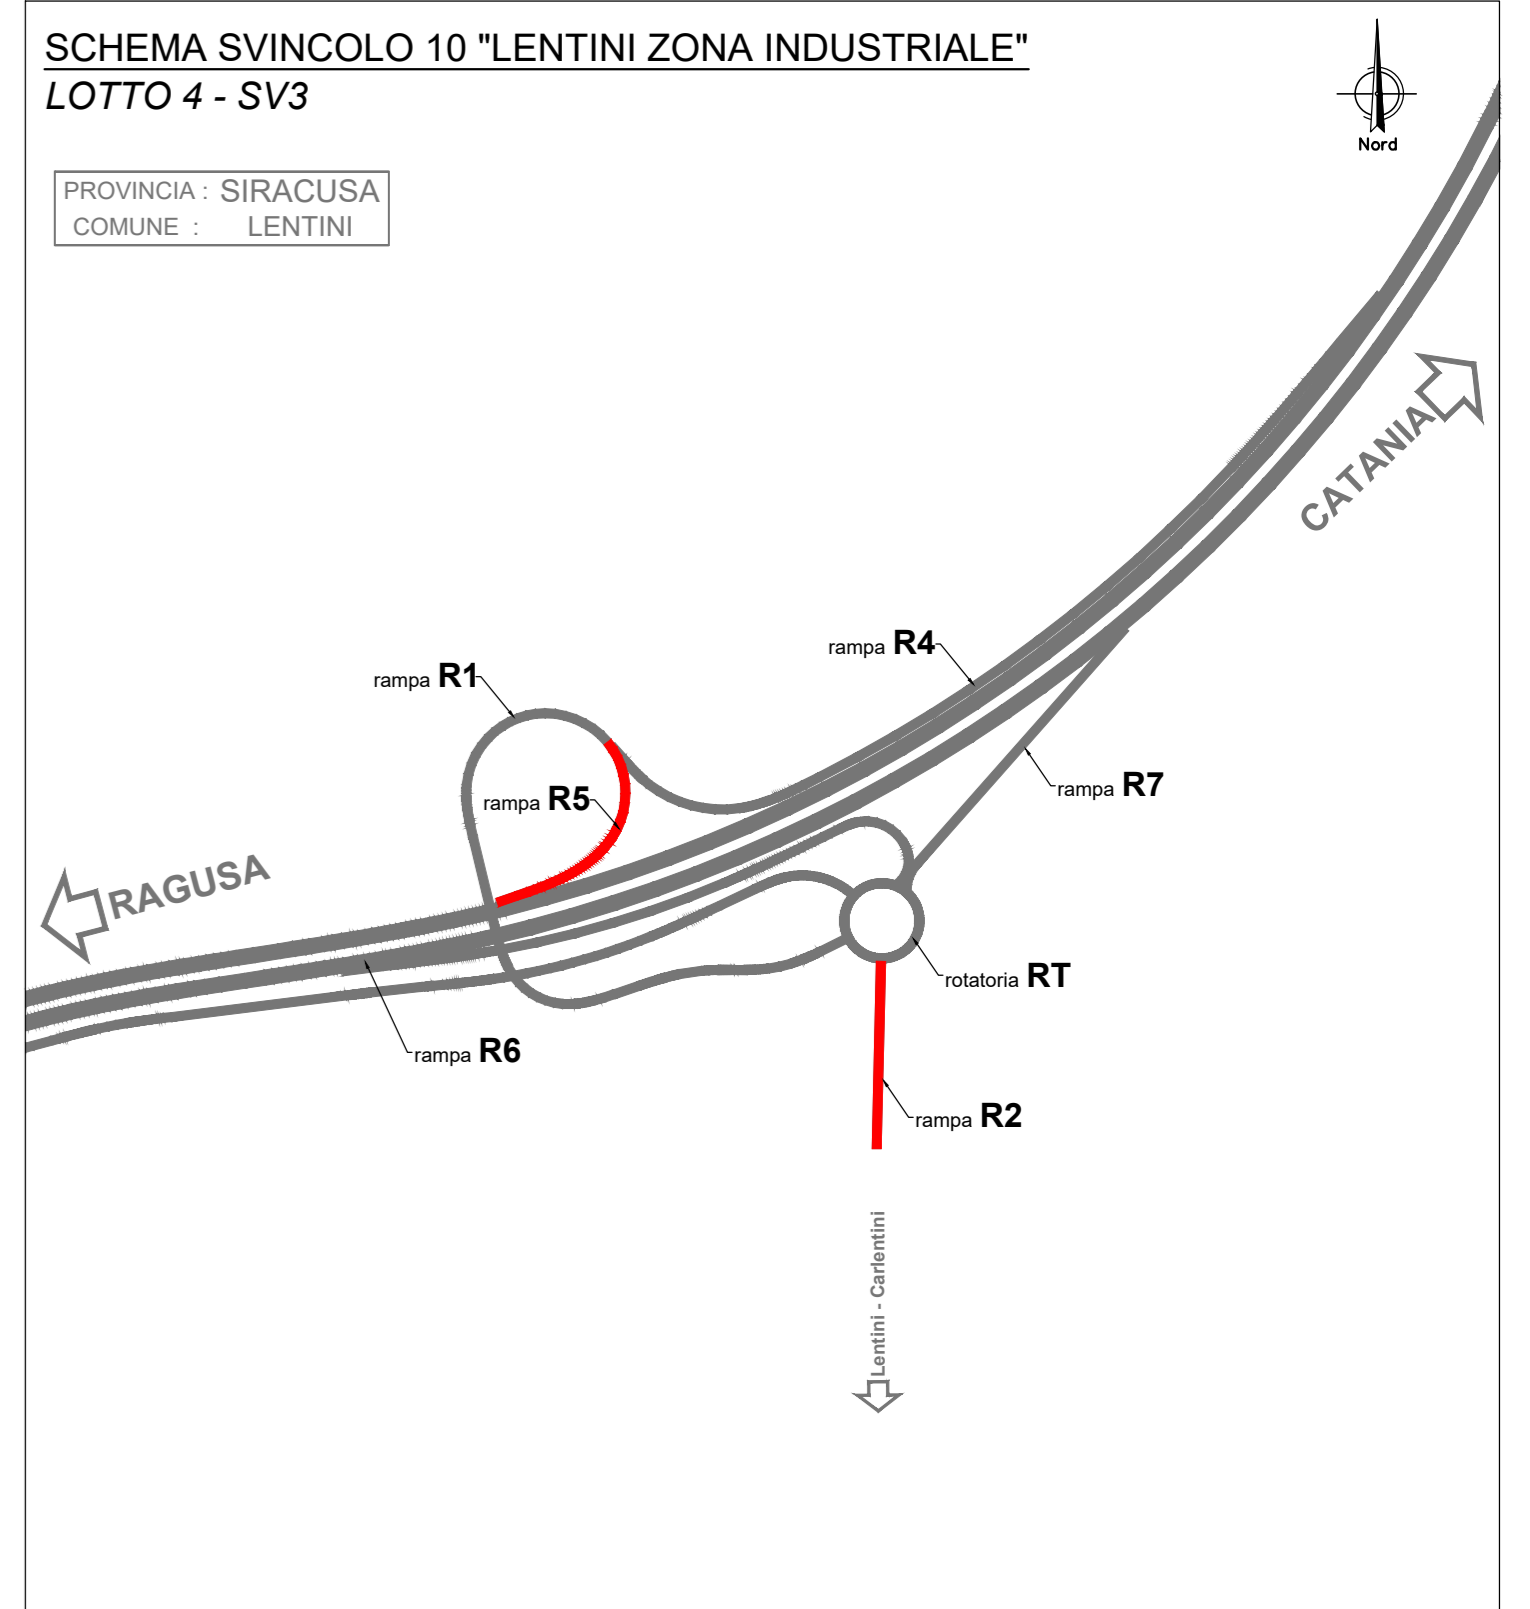 SCHEMA SVINCOLO 10 "LENTINI ZONA INDUSTRIALE"
LOTTO 4 - SV3
Nord
PROVINCIA : SIRACUSA
COMUNE : LENTINI
CATANIA
rampa R4
rampa R1
rampa R7
rampa R5
RAGUSA
rotatoria RT
rampa R6
rampa R2
Lentini - Carlentini